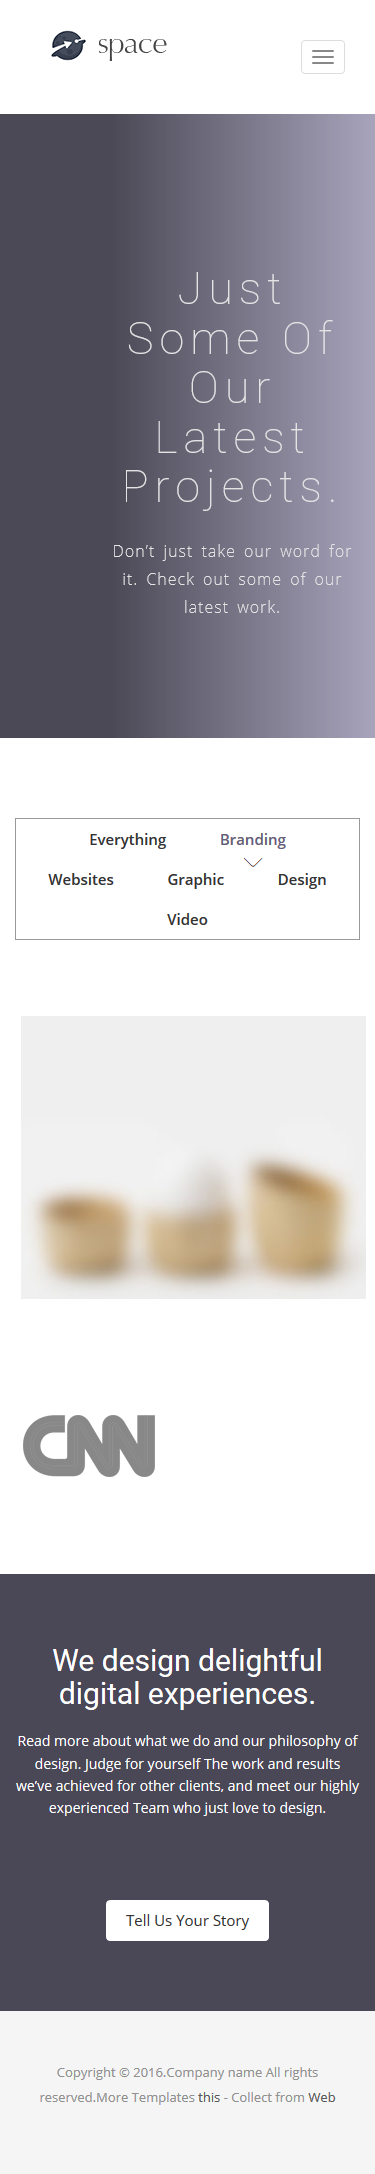 space
Just
Some Of
Our
Latest
Projects.
Don't just take our word for
it. Check out some of our
latest work.
Everything Branding
Websites Graphic Design
Video
CNN
We design delightful
digital experiences.
Read more about what we do and our philosophy of
design. Judge for yourself The work and results
we've achieved for other clients, and meet our highly
experienced Team who just love to design.
Tell Us Your Story
Copyright © 2016.Company name All rights
reserved.More Templates this - Collect from Web